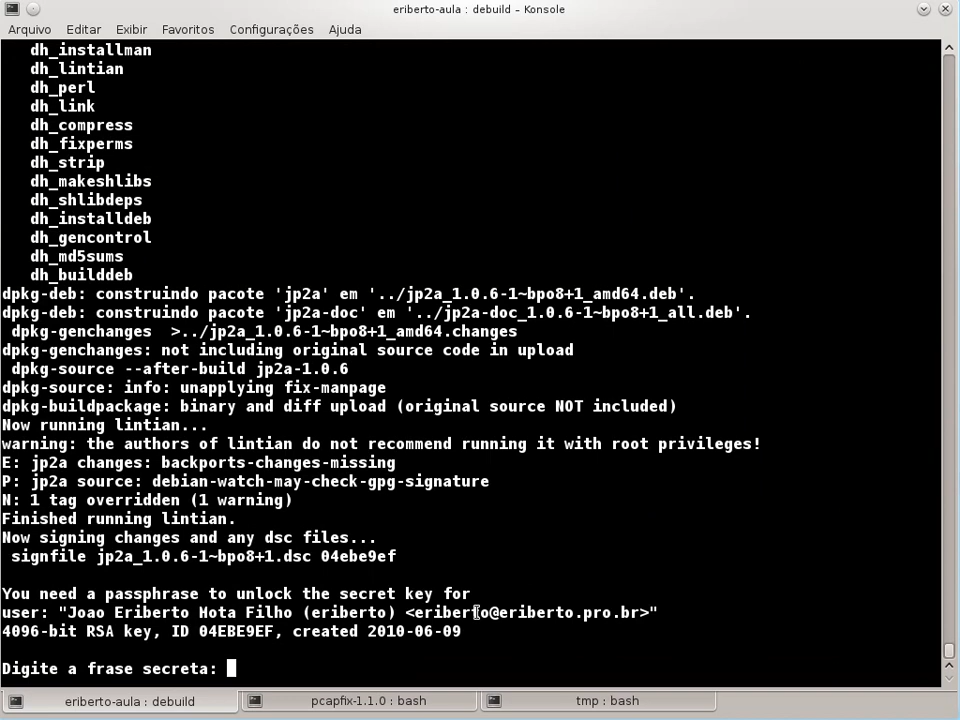 eriberto-aula : debuild – Konsole
Arquivo Editar Exibir Favoritos Configurações Ajuda
dh_installman
dh_lintian
dh_perl
dh_link
dh_compress
dh_fixperms
dh_strip
dh_makeshlibs
dh_shlibdeps
dh_installdeb
dh_gencontrol
dh_md5sums
dh_builddeb
dpkg-deb: construindo pacote 'jp2a' em '../jp2a_1.0.6-1~bpo8+1_amd64.deb'.
dpkg-deb: construindo pacote 'jp2a-doc' em '../jp2a-doc_1.0.6-1~bpo8+1_all.deb'.
dpkg-genchanges >../jp2a_1.0.6-1~bpo8+1_amd64.changes
dpkg-genchanges: not including original source code in upload
dpkg-source --after-build jp2a-1.0.6
dpkg-source: info: unapplying fix-manpage
dpkg-buildpackage: binary and diff upload (original source NOT included)
Now running lintian...
warning: the authors of lintian do not recommend running it with root privileges!
E: jp2a changes: backports-changes-missing
P: jp2a source: debian-watch-may-check-gpg-signature
N: 1 tag overridden (1 warning)
Finished running lintian.
Now signing changes and any dsc files...
signfile jp2a_1.0.6-1~bpo8+1.dsc 04ebe9ef
You need a passphrase to unlock the secret key for
user: "Joao Eriberto Mota Filho (eriberto) <eriberto@eriberto.pro.br>"
4096-bit RSA key, ID 04EBE9EF, created 2010-06-09
Digite a frase secreta:
eriberto-aula : debuild pcapfix-1.1.0 : bash tmp : bash